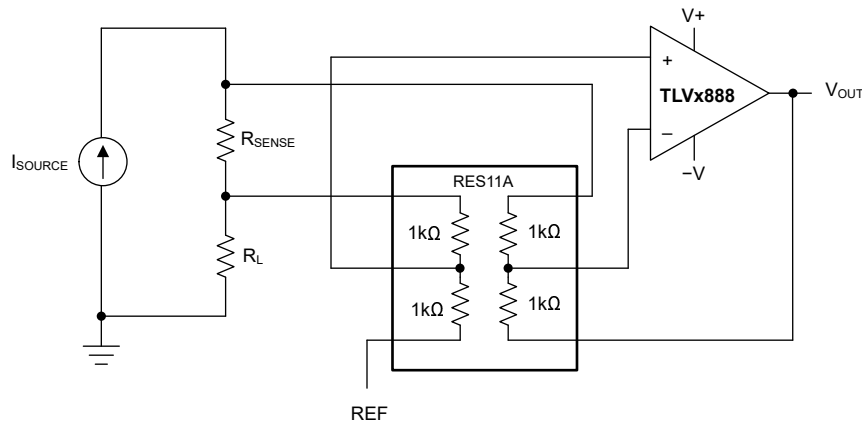 V+
+
TLVx888
−
−V
V_OUT
R_SENSE
I_SOURCE
R_L
RES11A
1kΩ
1kΩ
1kΩ
1kΩ
REF